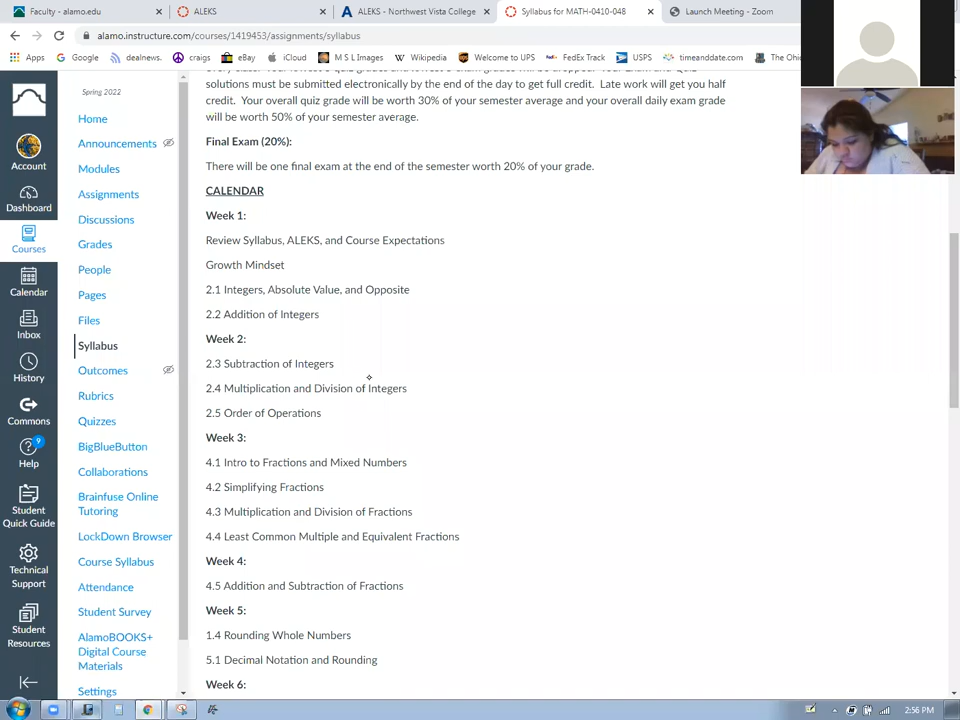 Faculty - alamo.edu
ALEKS
ALEKS - Northwest Vista College
Syllabus for MATH-0410-048
Launch Meeting - Zoom
alamo.instructure.com/courses/1419453/assignments/syllabus
Apps
Google
dealnews.
craigs
eBay
iCloud
M S L Images
Wikipedia
Welcome to UPS
FedEx Track
USPS
timeanddate.com
The Ohi
Account
Dashboard
Courses
Calendar
Inbox
History
Commons
9
Help
Student
Quick Guide
Technical
Support
Student
Resources
Spring 2022
Home
Announcements
Modules
Assignments
Discussions
Grades
People
Pages
Files
Syllabus
Outcomes
Rubrics
Quizzes
BigBlueButton
Collaborations
Brainfuse Online
Tutoring
LockDown Browser
Course Syllabus
Attendance
Student Survey
AlamoBOOKS+
Digital Course
Materials
Settings
solutions must be submitted electronically by the end of the day to get full credit. Late work will get you half
credit. Your overall quiz grade will be worth 30% of your semester average and your overall daily exam grade
will be worth 50% of your semester average.
Final Exam (20%):
There will be one final exam at the end of the semester worth 20% of your grade.
CALENDAR
Week 1:
Review Syllabus, ALEKS, and Course Expectations
Growth Mindset
2.1 Integers, Absolute Value, and Opposite
2.2 Addition of Integers
Week 2:
2.3 Subtraction of Integers
2.4 Multiplication and Division of Integers
2.5 Order of Operations
Week 3:
4.1 Intro to Fractions and Mixed Numbers
4.2 Simplifying Fractions
4.3 Multiplication and Division of Fractions
4.4 Least Common Multiple and Equivalent Fractions
Week 4:
4.5 Addition and Subtraction of Fractions
Week 5:
1.4 Rounding Whole Numbers
5.1 Decimal Notation and Rounding
Week 6:
2:56 PM